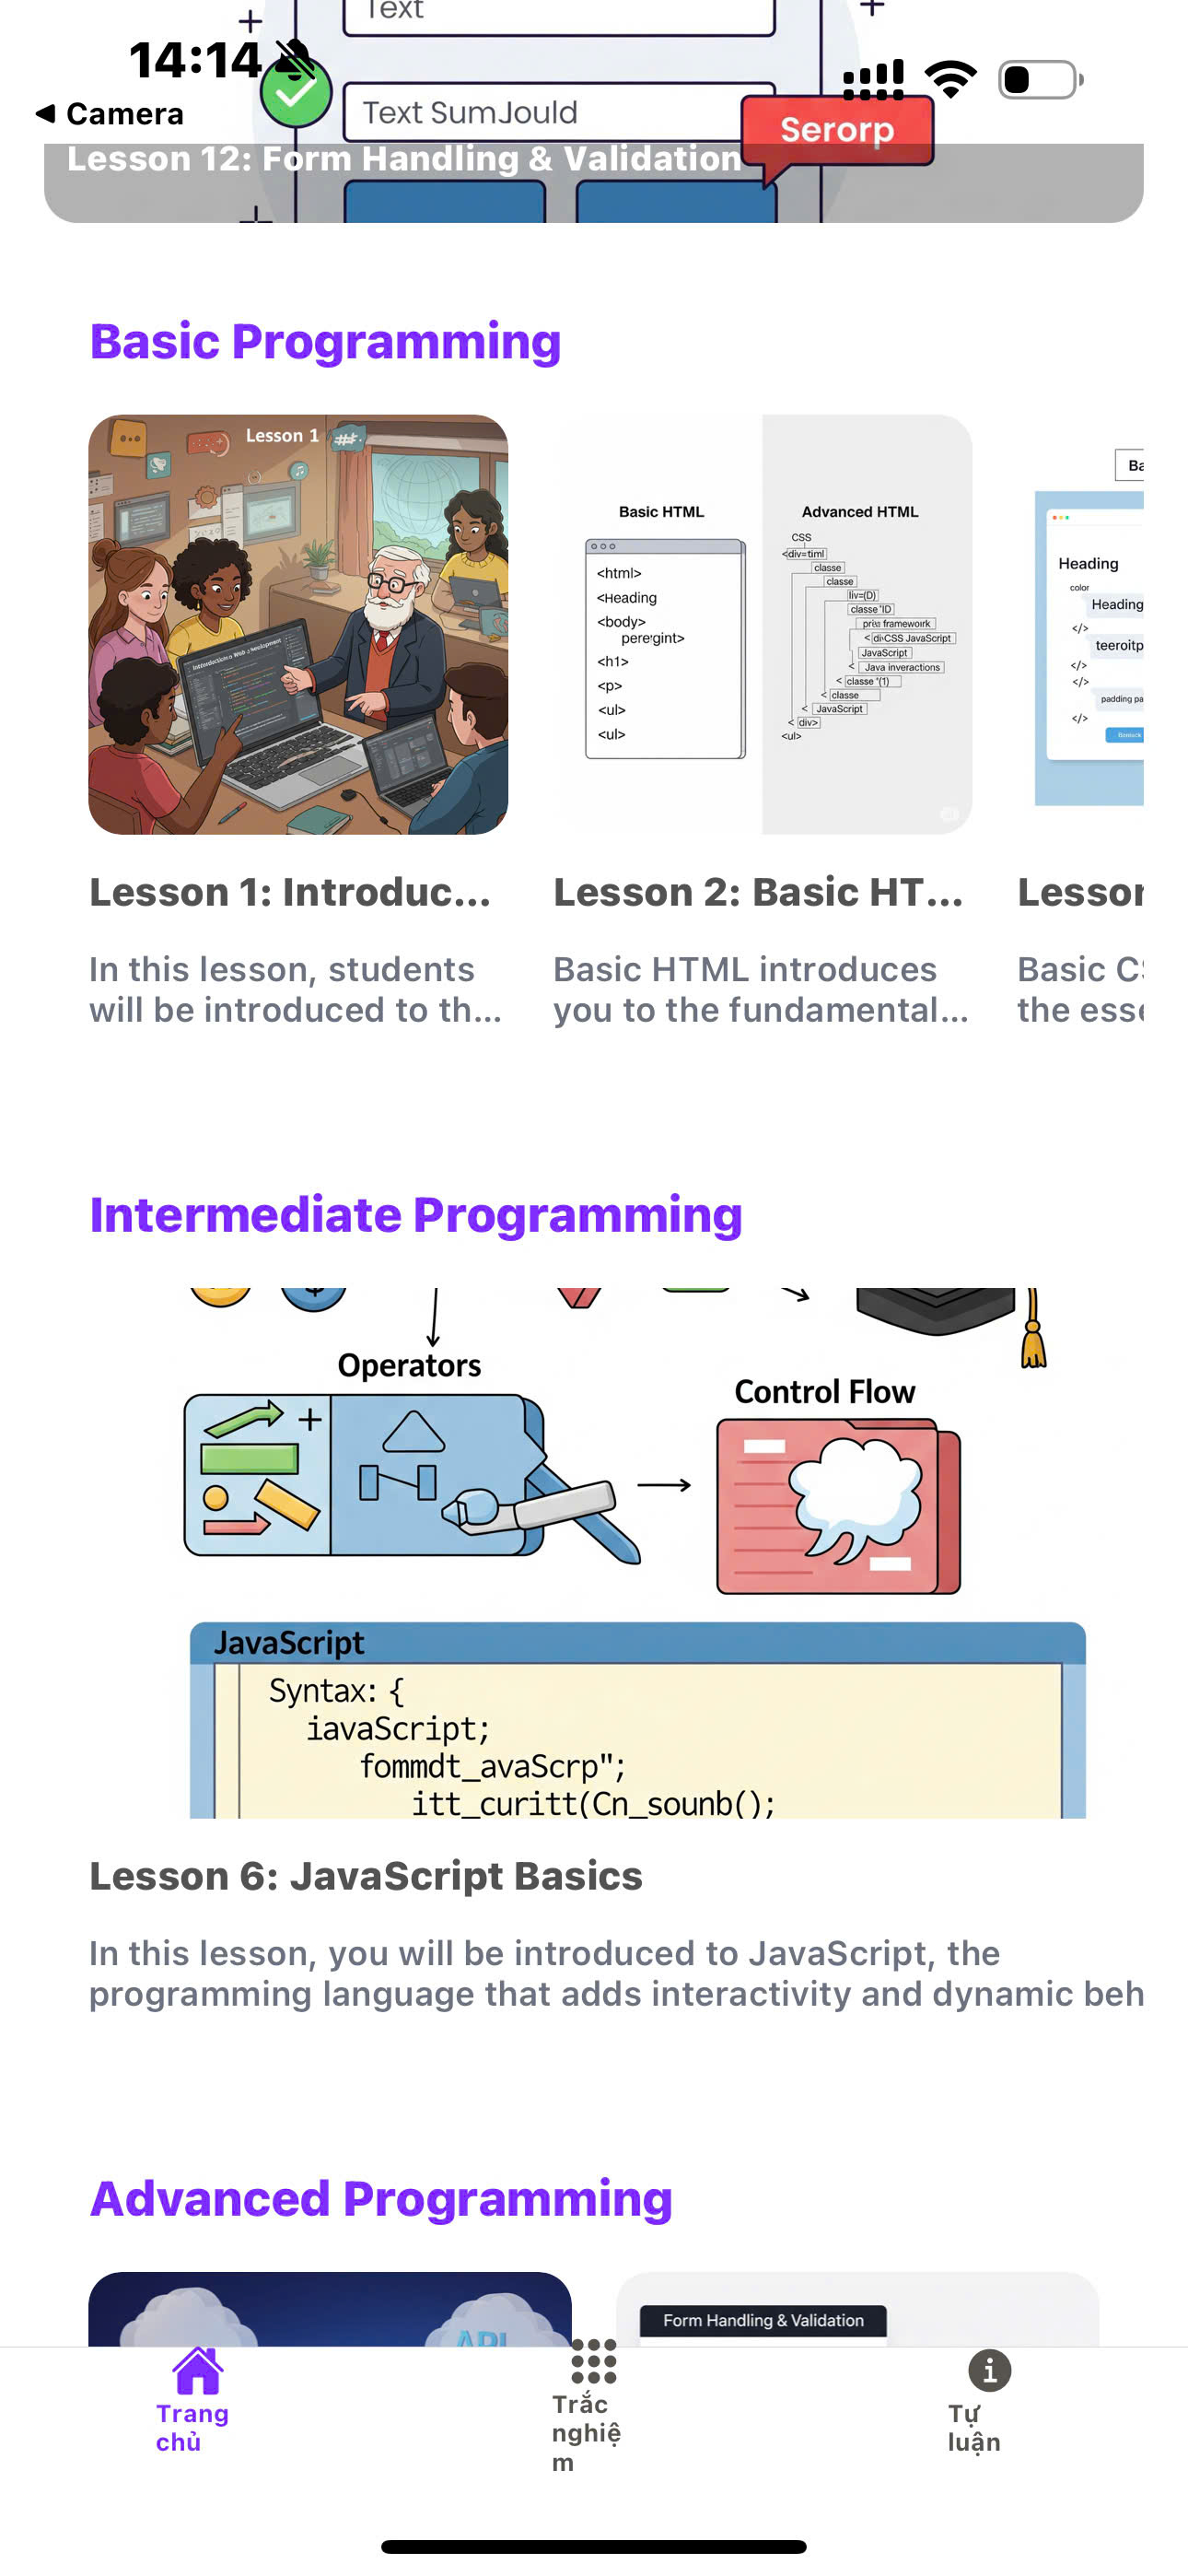 Text
14:14
Camera
Text SumJould
Serorp
Lesson 12: Form Handling & Validation
Basic Programming
Lesson 1
Introduction to Web Development
Basic HTML
<html>
<Heading
<body>
peregint>
<h1>
<p>
<ul>
<ul>
Advanced HTML
CSS
<div=timl
classe
classe
liv=(D)
classe "ID
prite framework
<di‹CSS JavaScript
JavaScript
< Java inveractions
< classe "(1)
< classe
< JavaScript
< div>
<ul>
Ba
Heading
color
Heading
</>
teeroitp
</>
</>
padding pa
</>
Lesson 1: Introduc...
Lesson 2: Basic HT...
Lesson
In this lesson, students
will be introduced to th...
Basic HTML introduces
you to the fundamental...
Basic CS
the esse
Intermediate Programming
Operators
Control Flow
JavaScript
Syntax: {
iavaScript;
fommdt_avaScrp";
itt_curitt(Cn_sounb();
Lesson 6: JavaScript Basics
In this lesson, you will be introduced to JavaScript, the
programming language that adds interactivity and dynamic beh
Advanced Programming
API
Form Handling & Validation
Trang
chủ
Trắc
nghiệ
m
Tự
luận